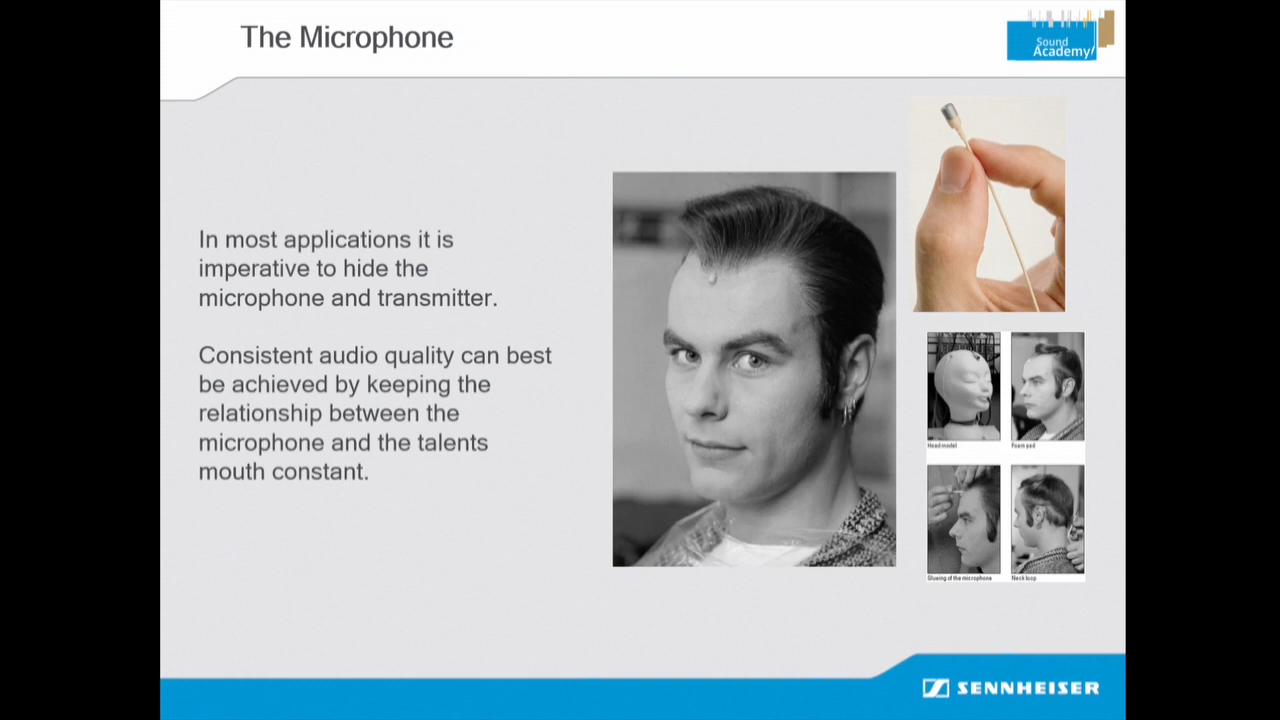 The Microphone
Sound
Academy/
In most applications it is
imperative to hide the
microphone and transmitter.
Consistent audio quality can best
be achieved by keeping the
relationship between the
microphone and the talents
mouth constant.
Head model
Foam pad
Glueing of the microphone
Neck loop
SENNHEISER